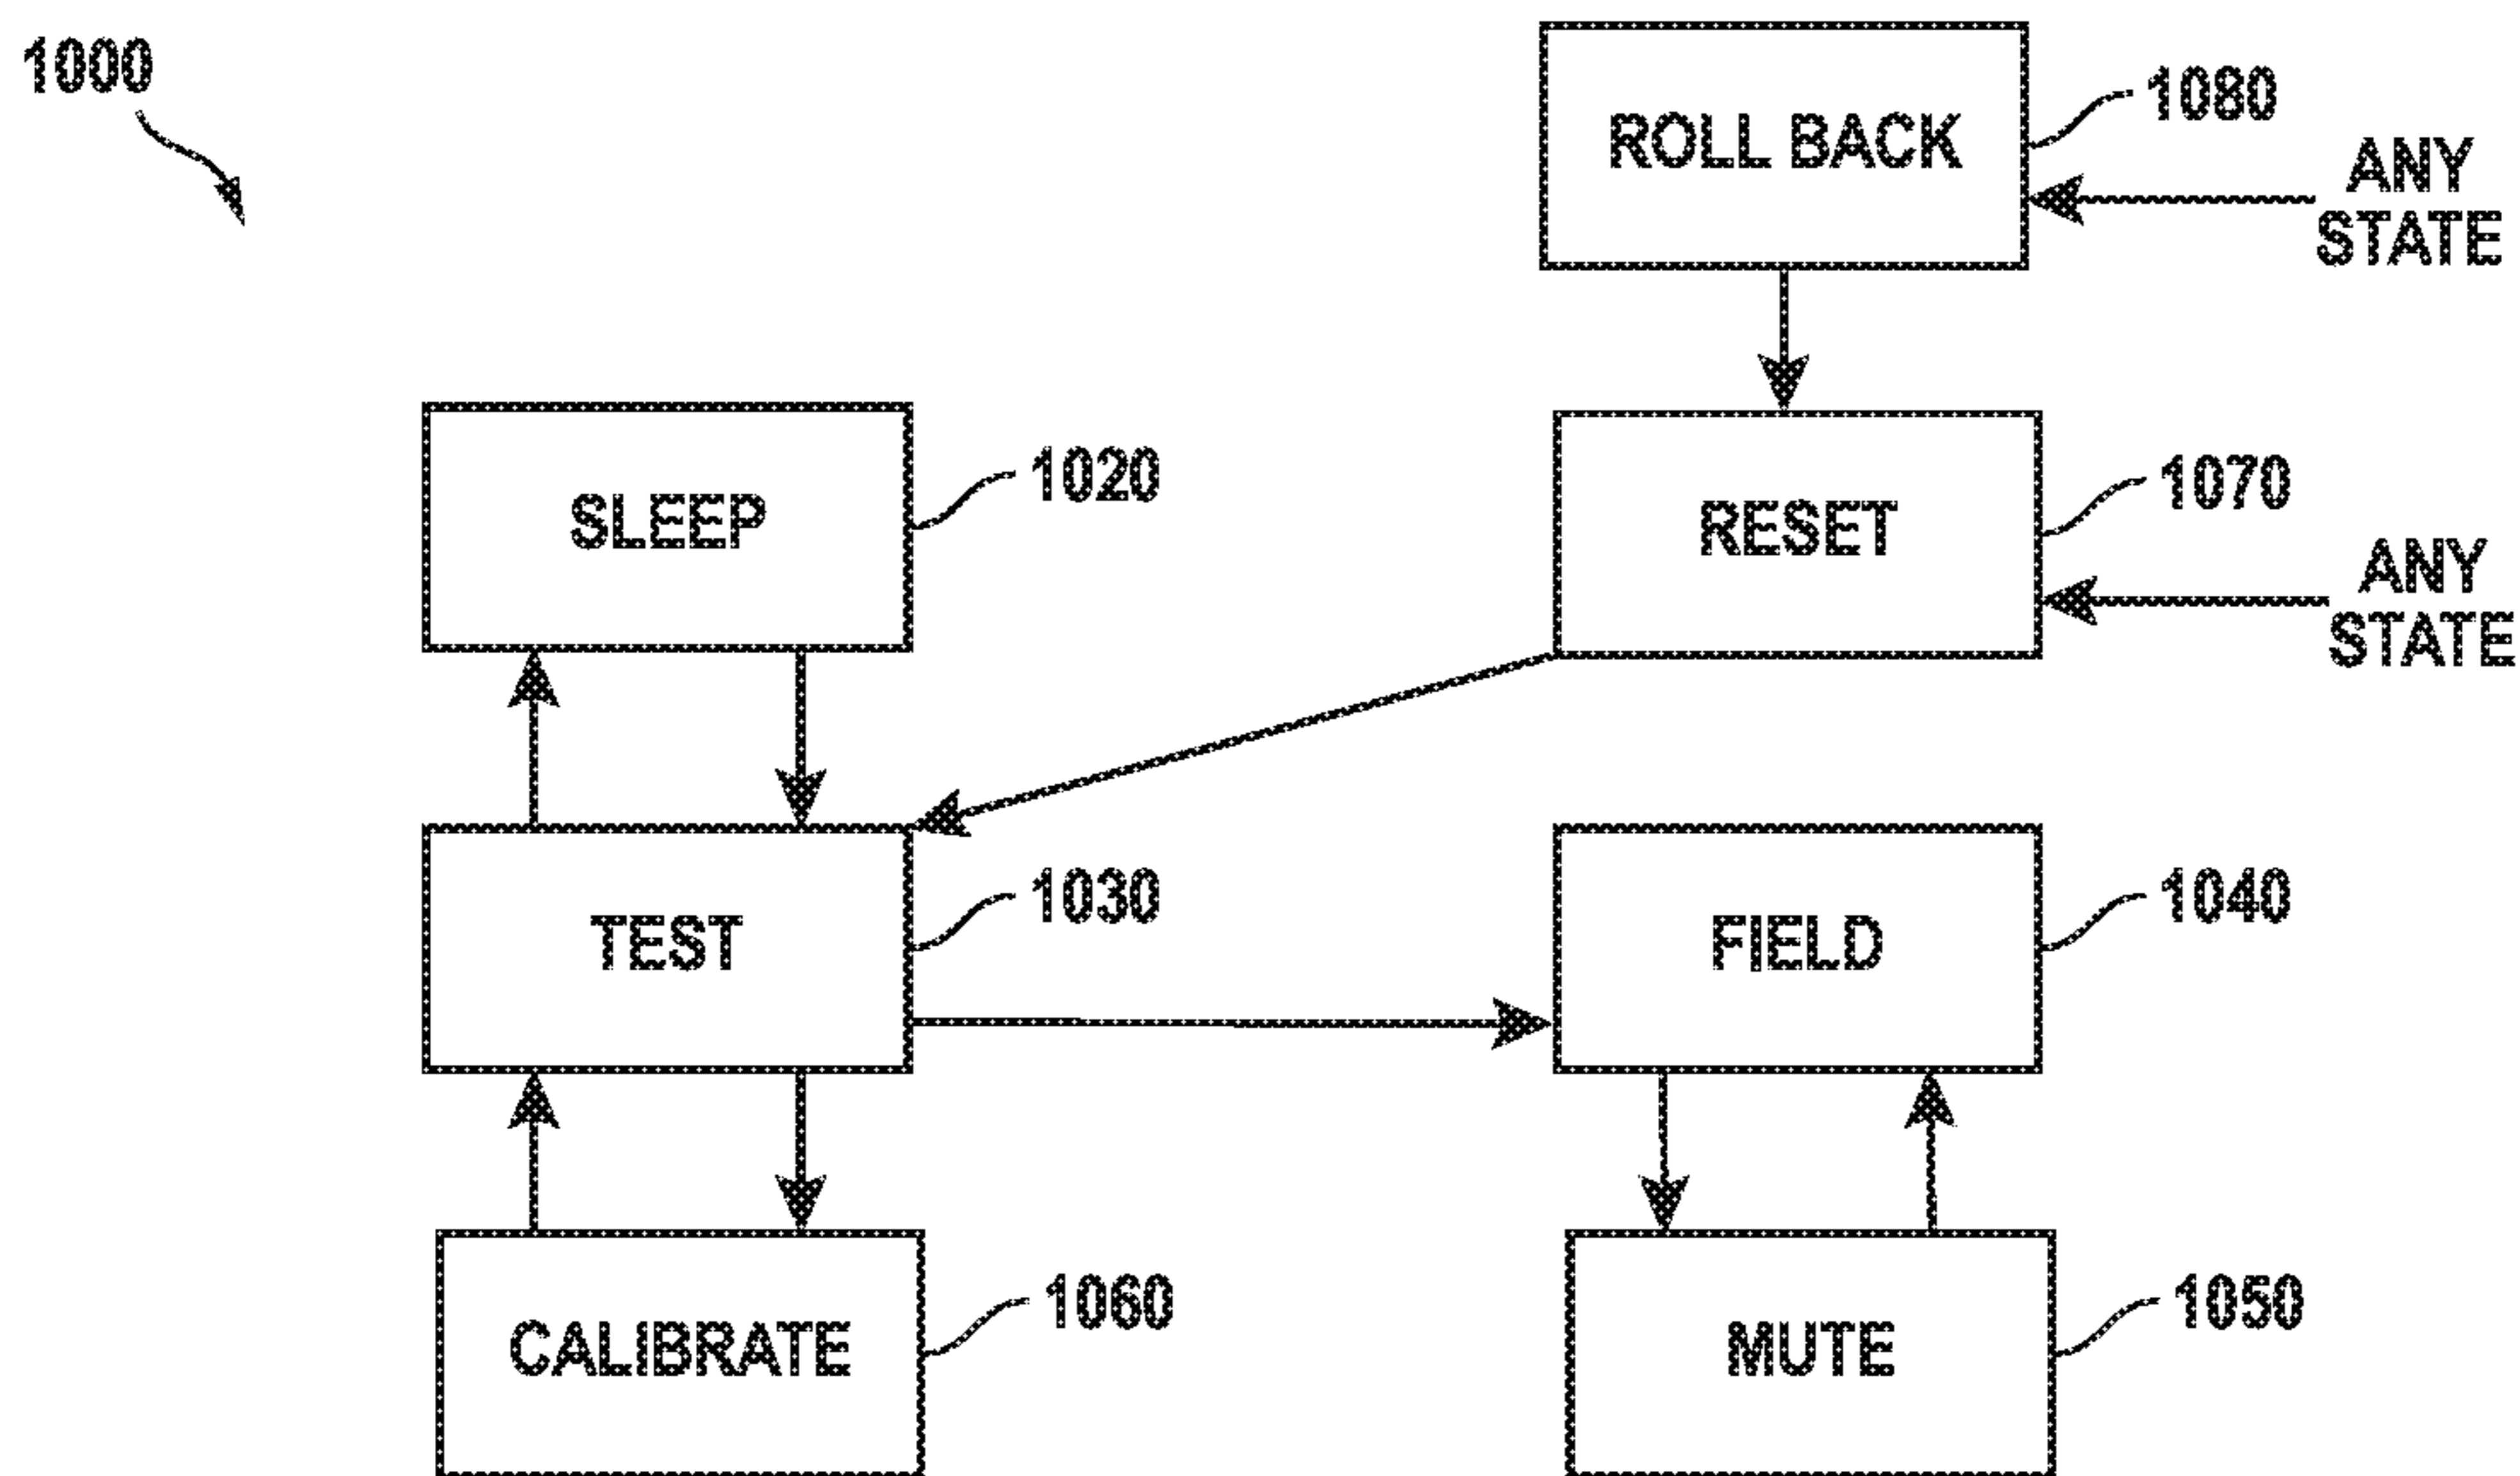 1000
ROLL BACK
1080
ANY
STATE
SLEEP
1020
RESET
1070
ANY
STATE
TEST
1030
FIELD
1040
CALIBRATE
1060
MUTE
1050